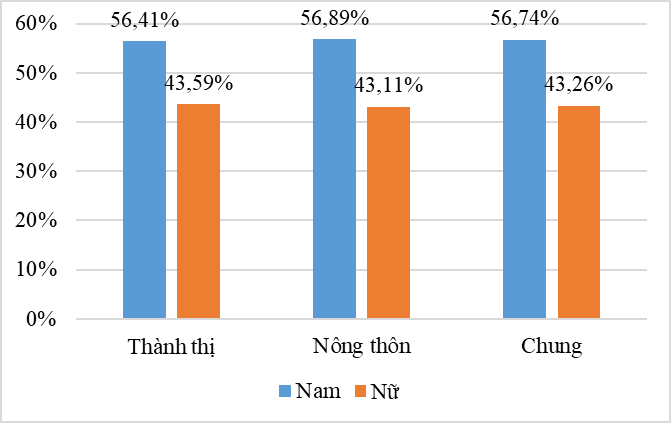 60%
50%
40%
30%
20%
10%
0%
56,41%
43,59%
56,89%
43,11%
56,74%
43,26%
Thành thị
Nông thôn
Chung
Nam
Nữ